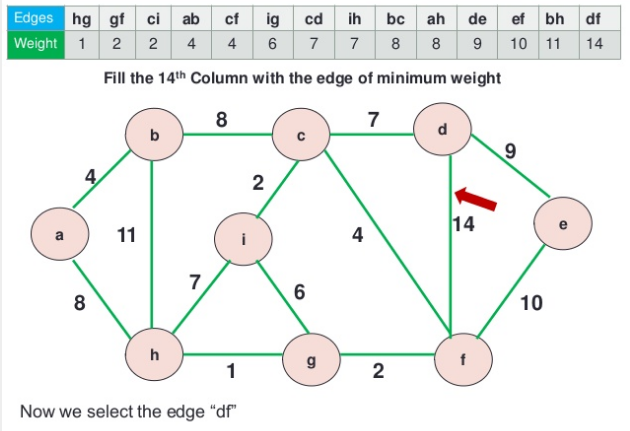 Edges hg gf ci ab cf ig cd ih bc ah de ef bh df
Weight 1 2 2 4 4 6 7 7 8 8 9 10 11 14
Fill the 14th Column with the edge of minimum weight
b 8 c 7 d
4 2 9
a 11 i 4 14 e
8 7 6 10
h 1 g 2 f
Now we select the edge “df”